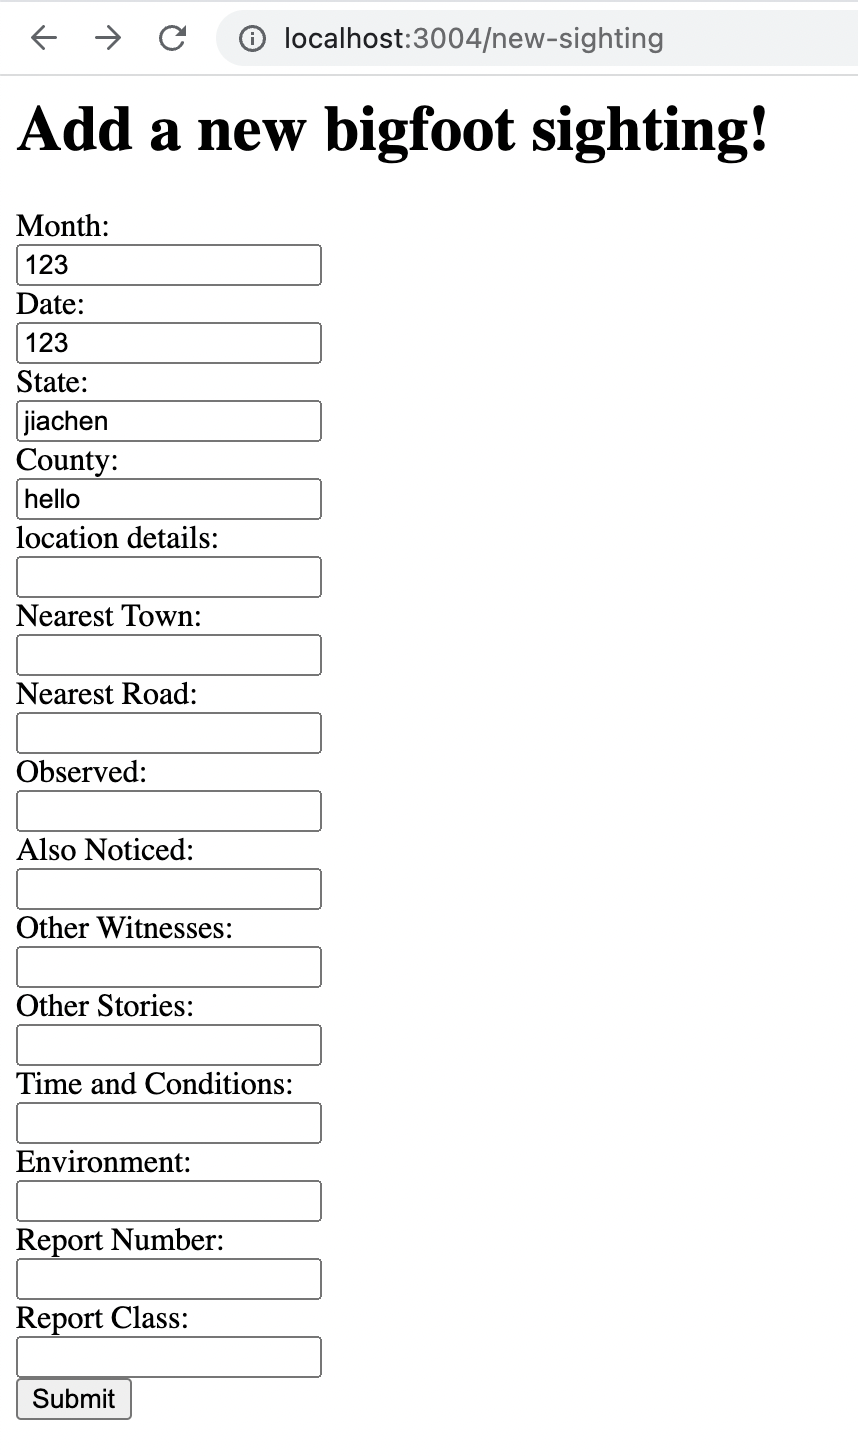 localhost:3004/new-sighting
Add a new bigfoot sighting!
Month:
123
Date:
123
State:
jiachen
County:
hello
location details:
Nearest Town:
Nearest Road:
Observed:
Also Noticed:
Other Witnesses:
Other Stories:
Time and Conditions:
Environment:
Report Number:
Report Class:
Submit